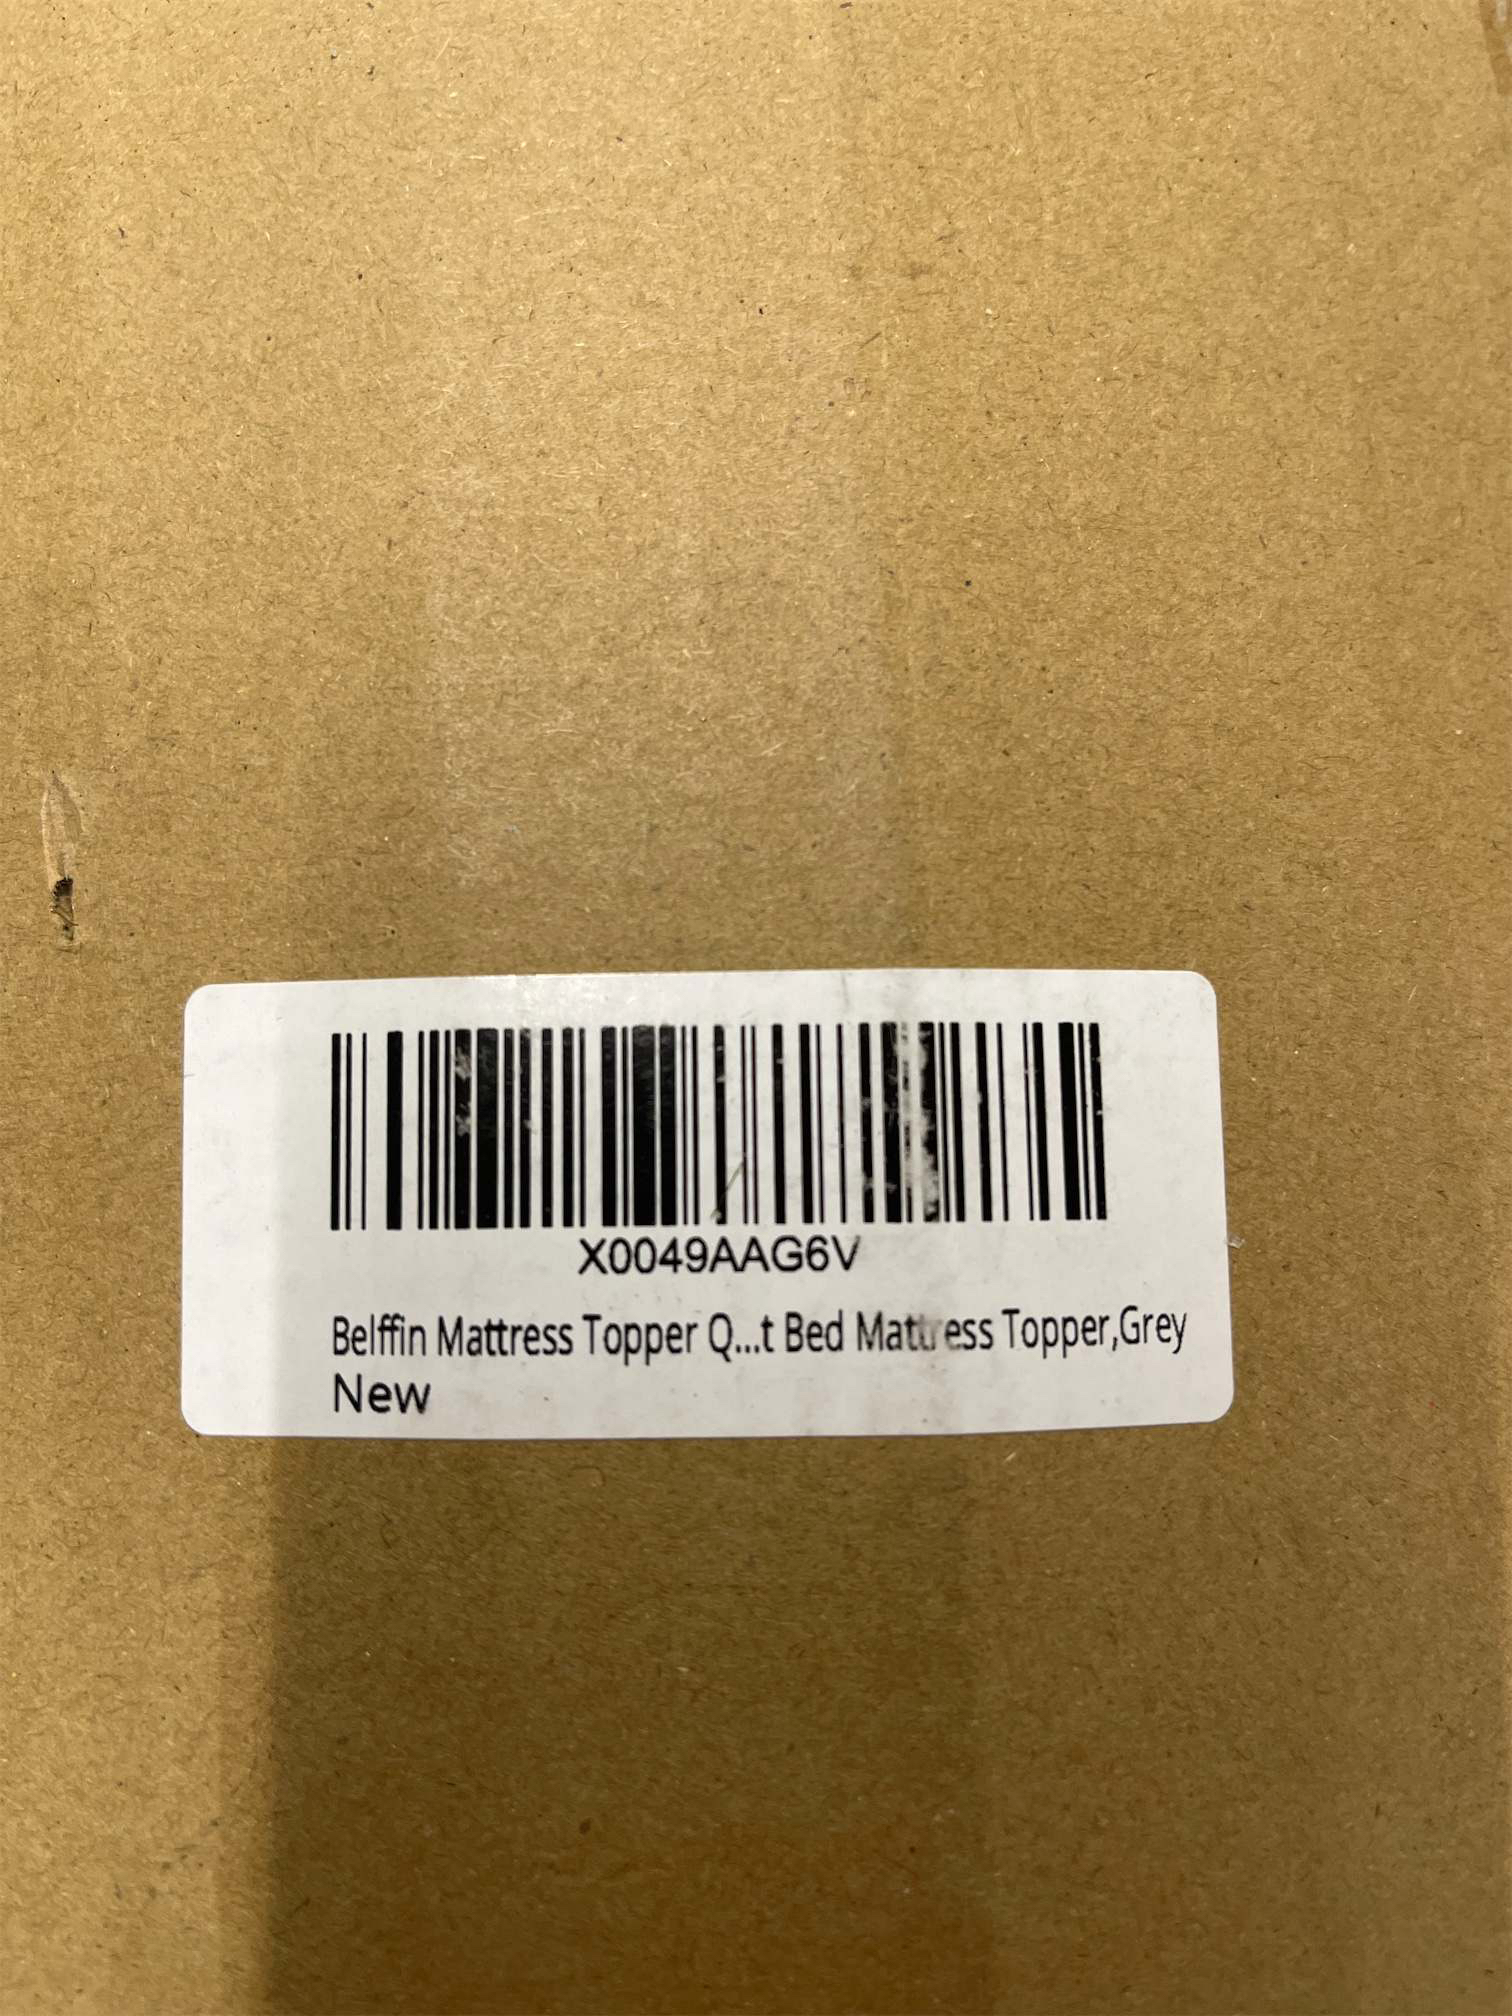 X0049AAG6V
Belffin Mattress Topper Q...t Bed Mattress Topper,Grey
New